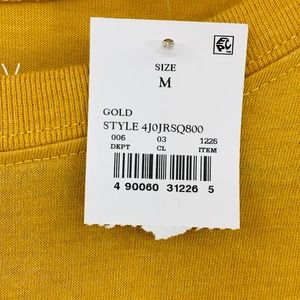 SIZE
M
GOLD
STYLE 4J0JRSQ800
006 03 1226
DEPT CL ITEM
4 90060 31226 5